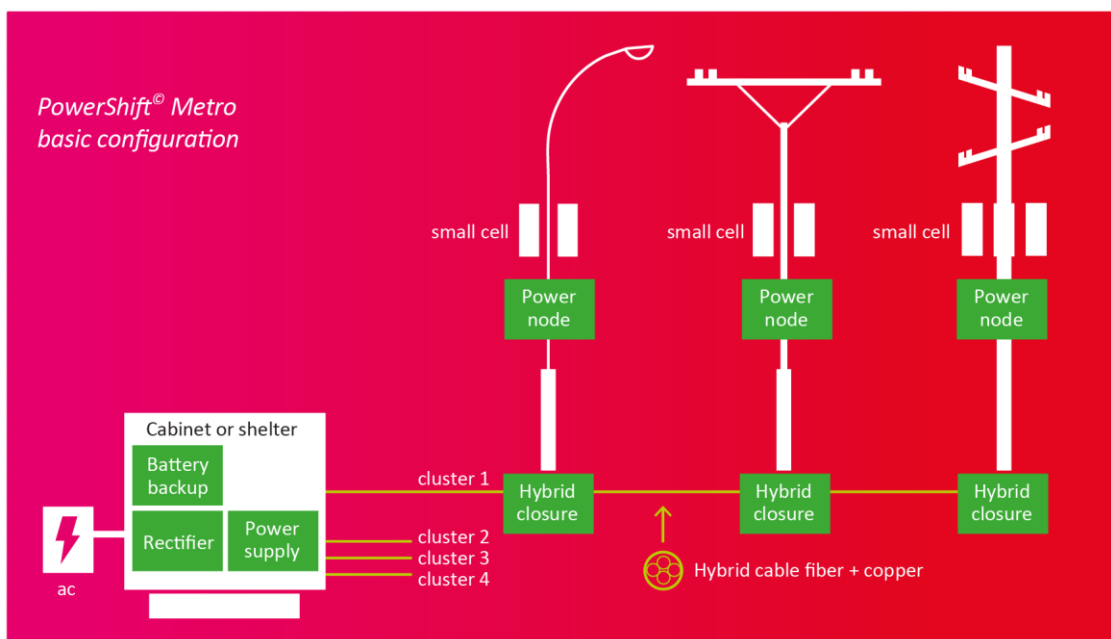 PowerShift© Metro
basic configuration
small cell
small cell
small cell
Power
node
Power
node
Power
node
Cabinet or shelter
Battery
backup
Rectifier
Power
supply
ac
cluster 1
cluster 2
cluster 3
cluster 4
Hybrid
closure
Hybrid
closure
Hybrid
closure
Hybrid cable fiber + copper